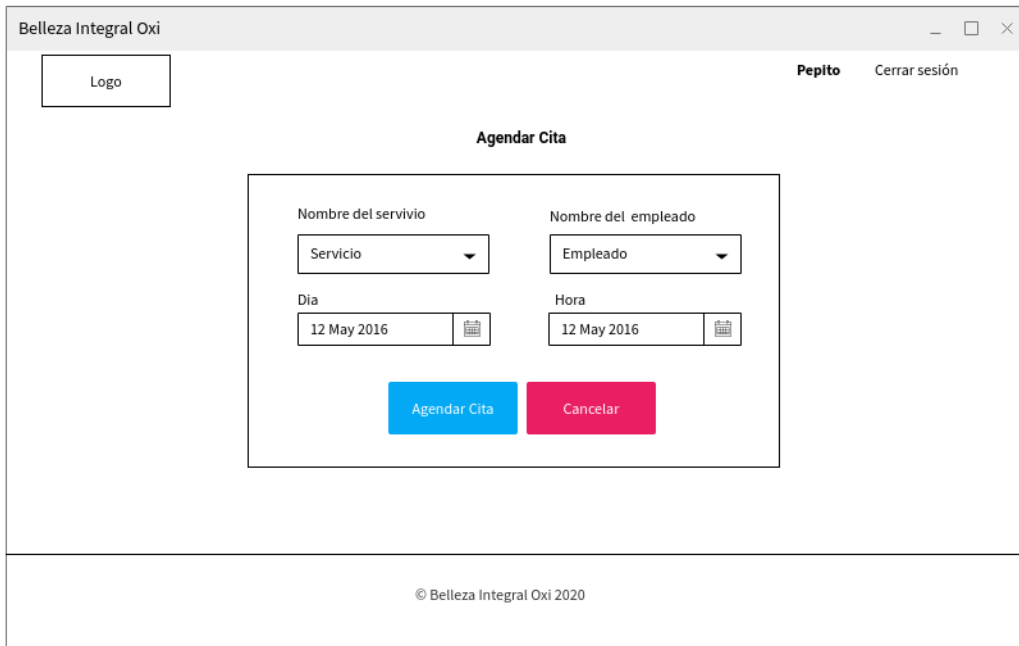 Belleza Integral Oxi
Logo
Pepito Cerrar sesión
Agendar Cita
Nombre del servivio Nombre del empleado
Servicio Empleado
Dia Hora
12 May 2016 12 May 2016
Agendar Cita Cancelar
© Belleza Integral Oxi 2020